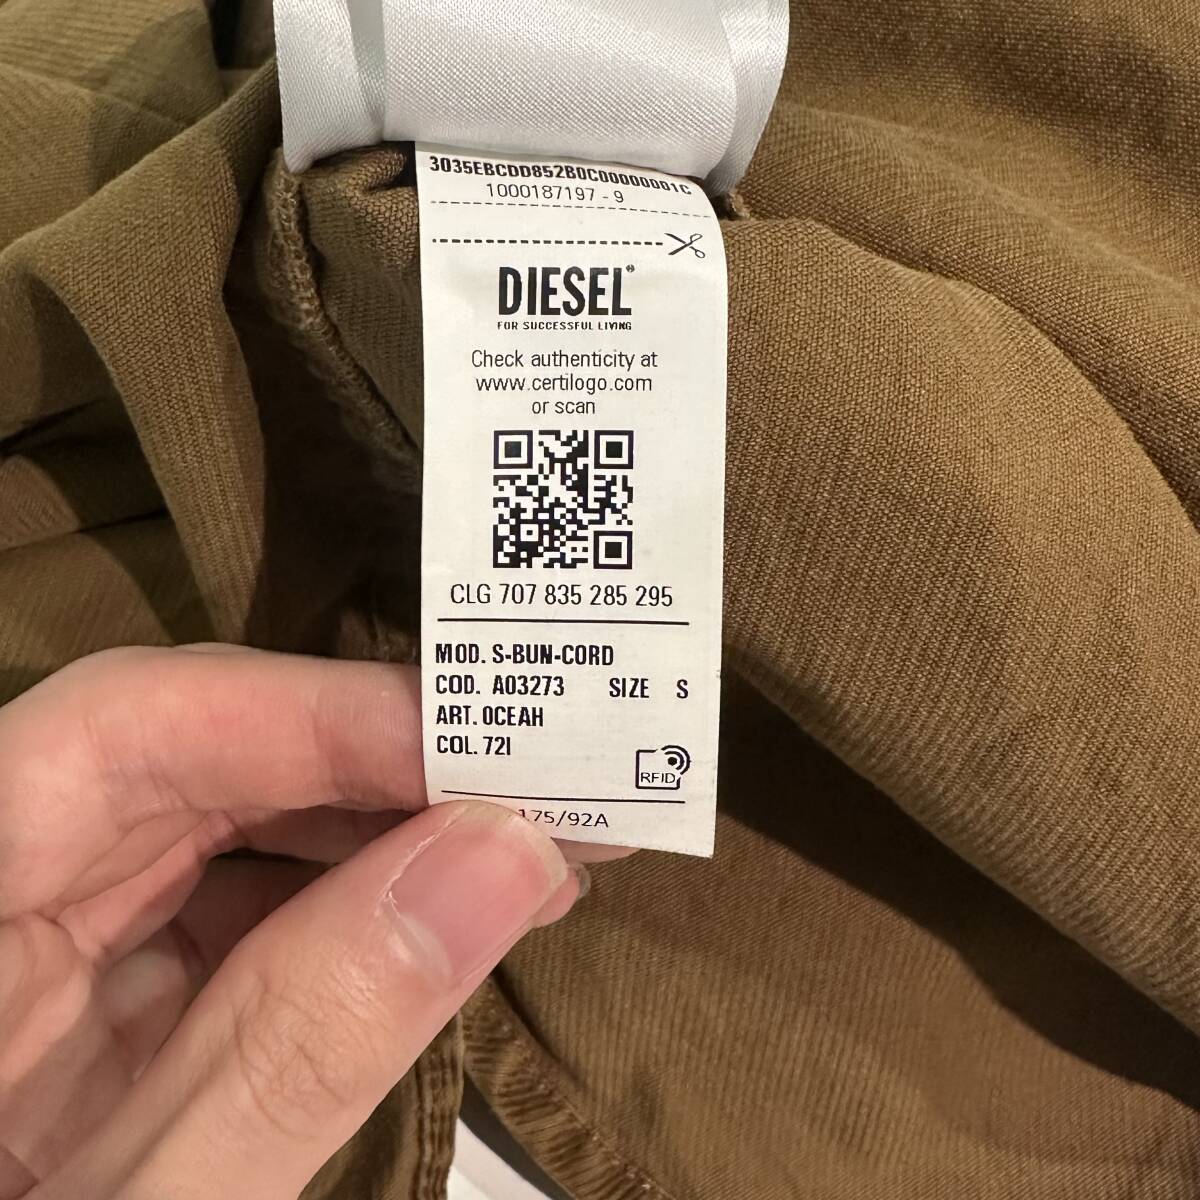 3035EBCDD852B0C00000001C
1000187197 - 9
DIESEL®
FOR SUCCESSFUL LIVING
Check authenticity at
www.certilogo.com
or scan
CLG 707 835 285 295
MOD. S-BUN-CORD
COD. A03273 SIZE S
ART. 0CEAH
COL. 72I
RFID
175/92A